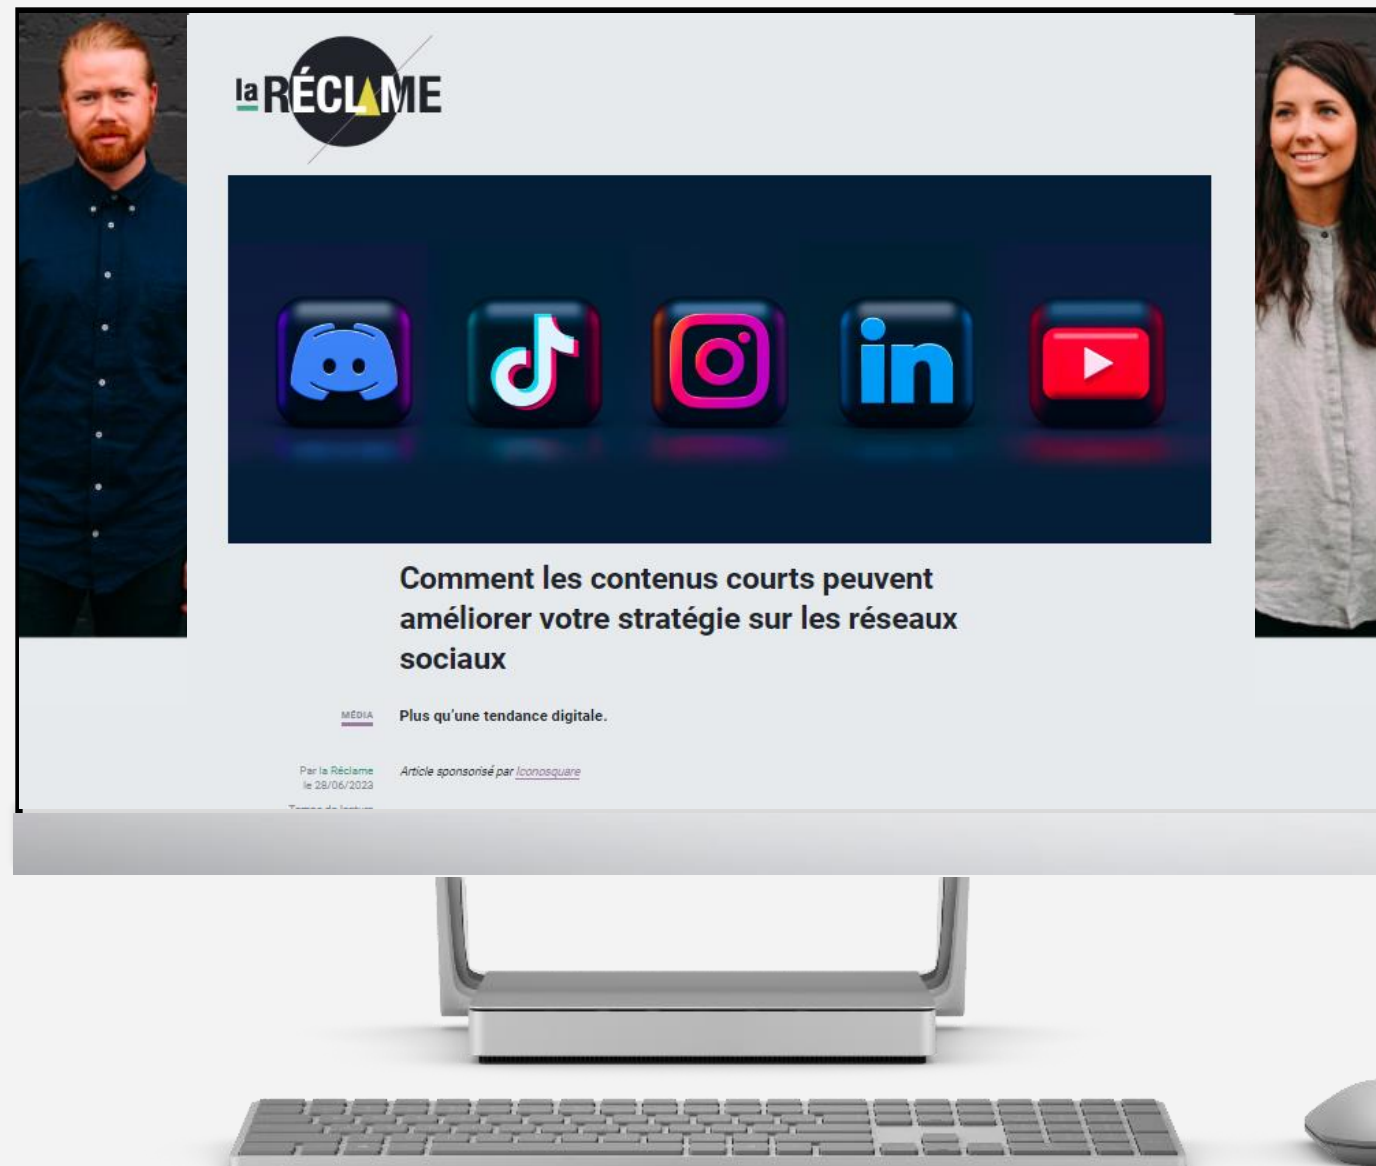 la RÉCLAME
in
Comment les contenus courts peuvent
améliorer votre stratégie sur les réseaux
sociaux
MÉDIA
Plus qu'une tendance digitale.
Par la Réclame
le 28/06/2023
Article sponsorisé par Iconosquare